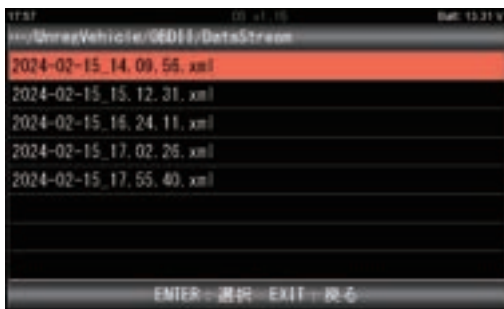 17:57 Batt: 13.31V
···/UnregVehicle/OBDII/DataStream
2024-02-15_14.09.56.xml
2024-02-15_15.12.31.xml
2024-02-15_16.24.11.xml
2024-02-15_17.02.26.xml
2024-02-15_17.55.40.xml
ENTER：選択 EXIT：戻る